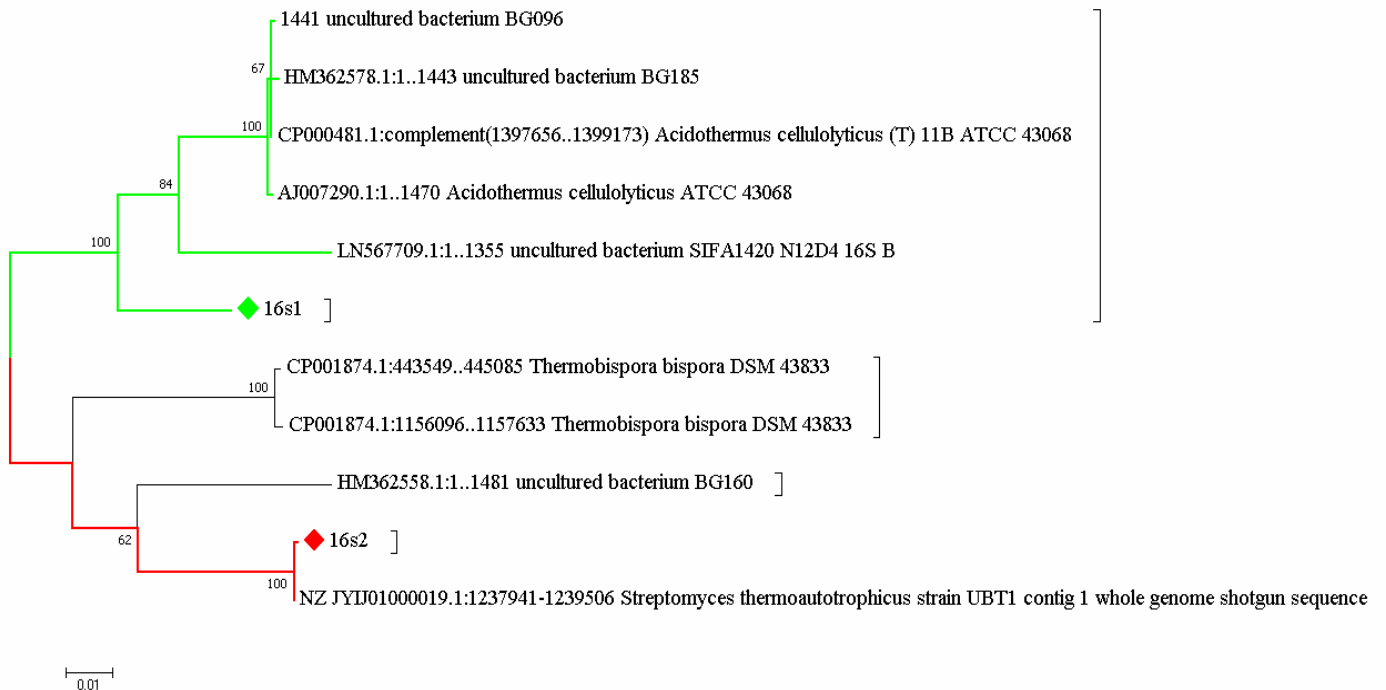 1441 uncultured bacterium BG096
67
HM362578.1:1..1443 uncultured bacterium BG185
100
CP000481.1:complement(1397656..1399173) Acidothermus cellulolyticus (T) 11B ATCC 43068
84
AJ007290.1:1..1470 Acidothermus cellulolyticus ATCC 43068
100
LN567709.1:1..1355 uncultured bacterium SIFA1420 N12D4 16S B
16s1
CP001874.1:443549..445085 Thermobispora bispora DSM 43833
100
CP001874.1:1156096..1157633 Thermobispora bispora DSM 43833
HM362558.1:1..1481 uncultured bacterium BG160
62
16s2
100
NZ JYIJ01000019.1:1237941-1239506 Streptomyces thermoautotrophicus strain UBT1 contig 1 whole genome shotgun sequence
0.01